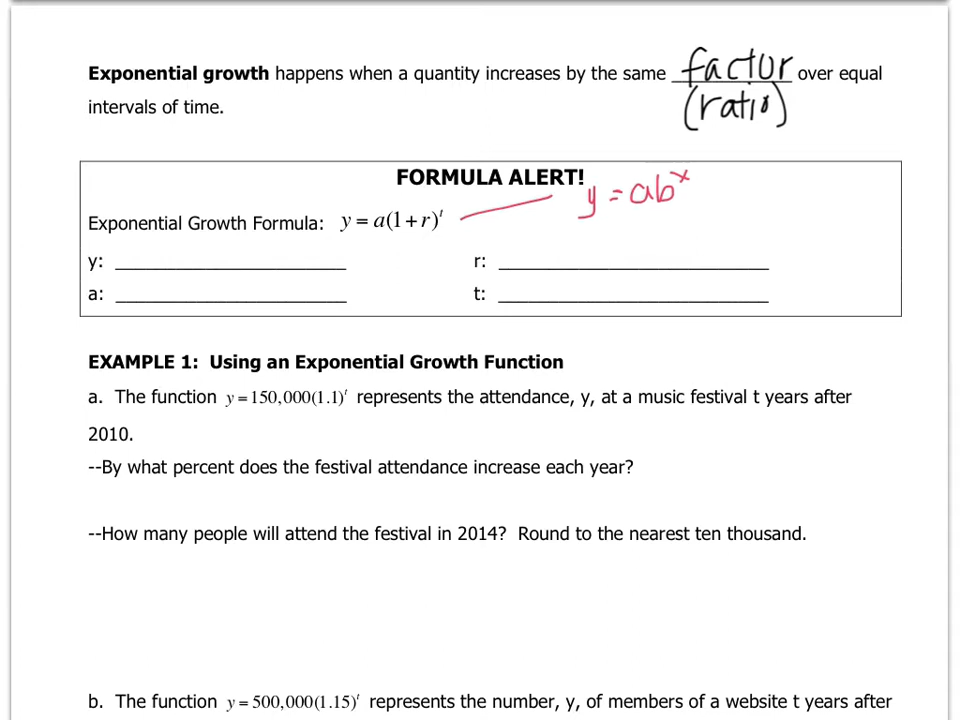 Exponential growth happens when a quantity increases by the same factor over equal
(ratio)
intervals of time.
FORMULA ALERT!
y = ab^x
Exponential Growth Formula: y = a(1 + r)^t
y: ____________________ r: ____________________
a: ____________________ t: ____________________
EXAMPLE 1: Using an Exponential Growth Function
a. The function y = 150,000(1.1)^t represents the attendance, y, at a music festival t years after
2010.
--By what percent does the festival attendance increase each year?
--How many people will attend the festival in 2014? Round to the nearest ten thousand.
b. The function y = 500,000(1.15)^t represents the number, y, of members of a website t years after